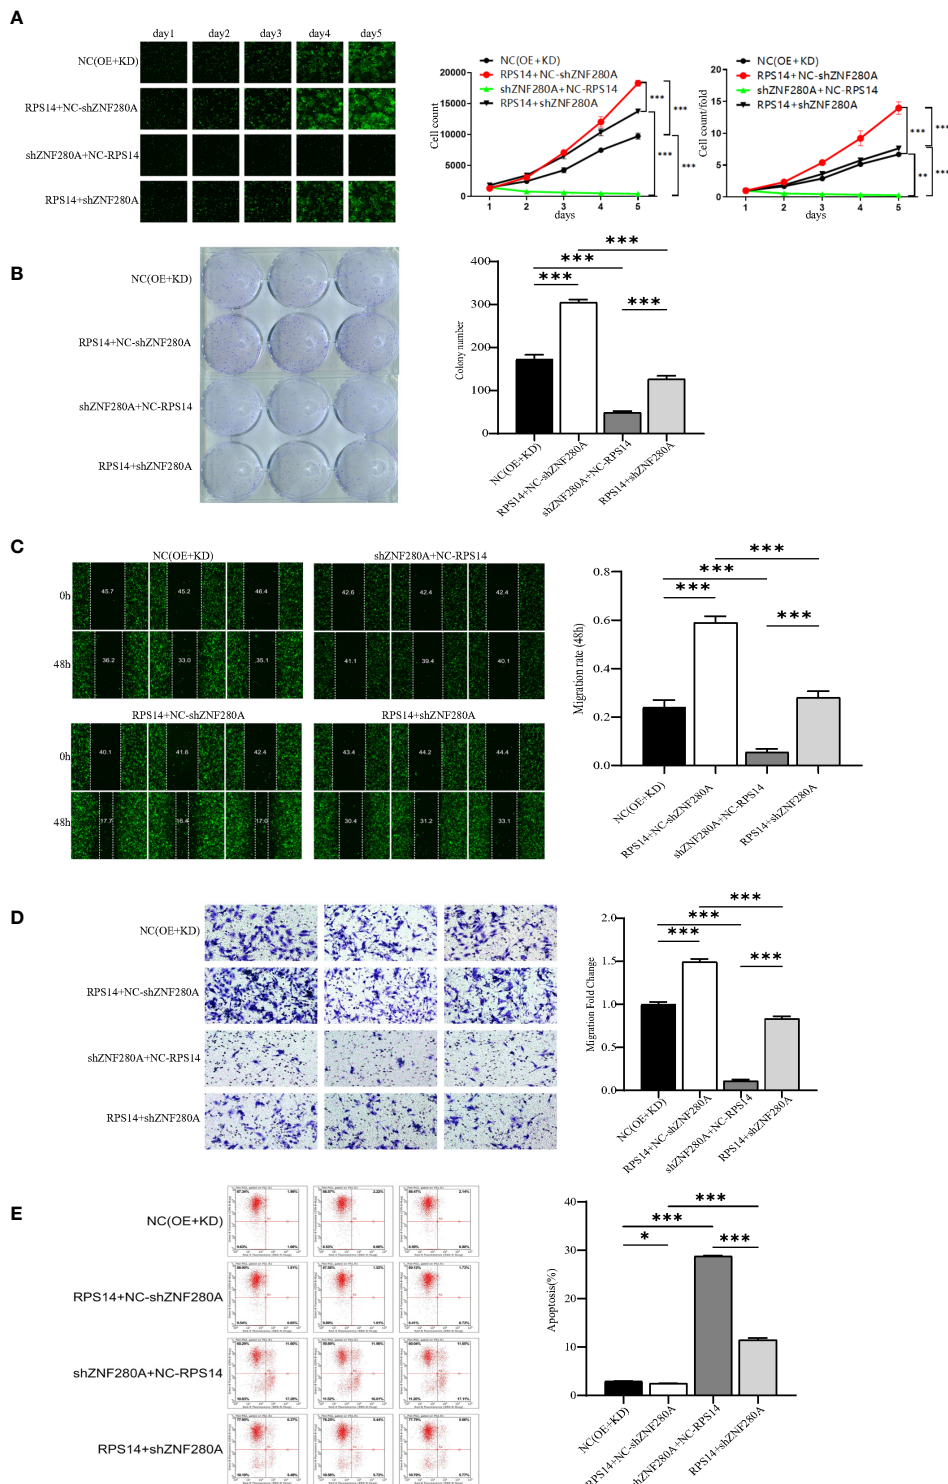 A
day1 day2 day3 day4 day5
NC(OE+KD)
RPS14+NC-shZNF280A
shZNF280A+NC-RPS14
RPS14+shZNF280A
NC(OE+KD)
RPS14+NC-shZNF280A
shZNF280A+NC-RPS14
RPS14+shZNF280A
Cell count
20000
15000
10000
5000
0
1 2 3 4 5
days
*** *** *** ***
NC(OE+KD)
RPS14+NC-shZNF280A
shZNF280A+NC-RPS14
RPS14+shZNF280A
Cell count/fold
20
15
10
5
0
1 2 3 4 5
days
*** **
B
NC(OE+KD)
RPS14+NC-shZNF280A
shZNF280A+NC-RPS14
RPS14+shZNF280A
Colony number
400
300
200
100
0
***
***
***
***
NC(OE+KD)
RPS14+NC-shZNF280A
shZNF280A+NC-RPS14
RPS14+shZNF280A
C
NC(OE+KD)
0h
45.7 45.2 46.4
48h
36.2 33.0 35.1
shZNF280A+NC-RPS14
42.6 42.4 42.4
41.1 39.4 40.1
RPS14+NC-shZNF280A
0h
40.1 41.6 42.4
48h
17.7 16.4 17.0
RPS14+shZNF280A
43.4 44.2 44.4
30.4 31.2 33.1
Migration rate (48h)
0.8
0.6
0.4
0.2
0.0
***
***
***
***
NC(OE+KD)
RPS14+NC-shZNF280A
shZNF280A+NC-RPS14
RPS14+shZNF280A
D
NC(OE+KD)
RPS14+NC-shZNF280A
shZNF280A+NC-RPS14
RPS14+shZNF280A
Migration Fold Change
2.0
1.5
1.0
0.5
0.0
***
***
***
***
NC(OE+KD)
RPS14+NC-shZNF280A
shZNF280A+NC-RPS14
RPS14+shZNF280A
E
NC(OE+KD)
RPS14+NC-shZNF280A
shZNF280A+NC-RPS14
RPS14+shZNF280A
Apoptosis(%)
40
30
20
10
0
***
***
*
***
NC(OE+KD)
RPS14+NC-shZNF280A
shZNF280A+NC-RPS14
RPS14+shZNF280A